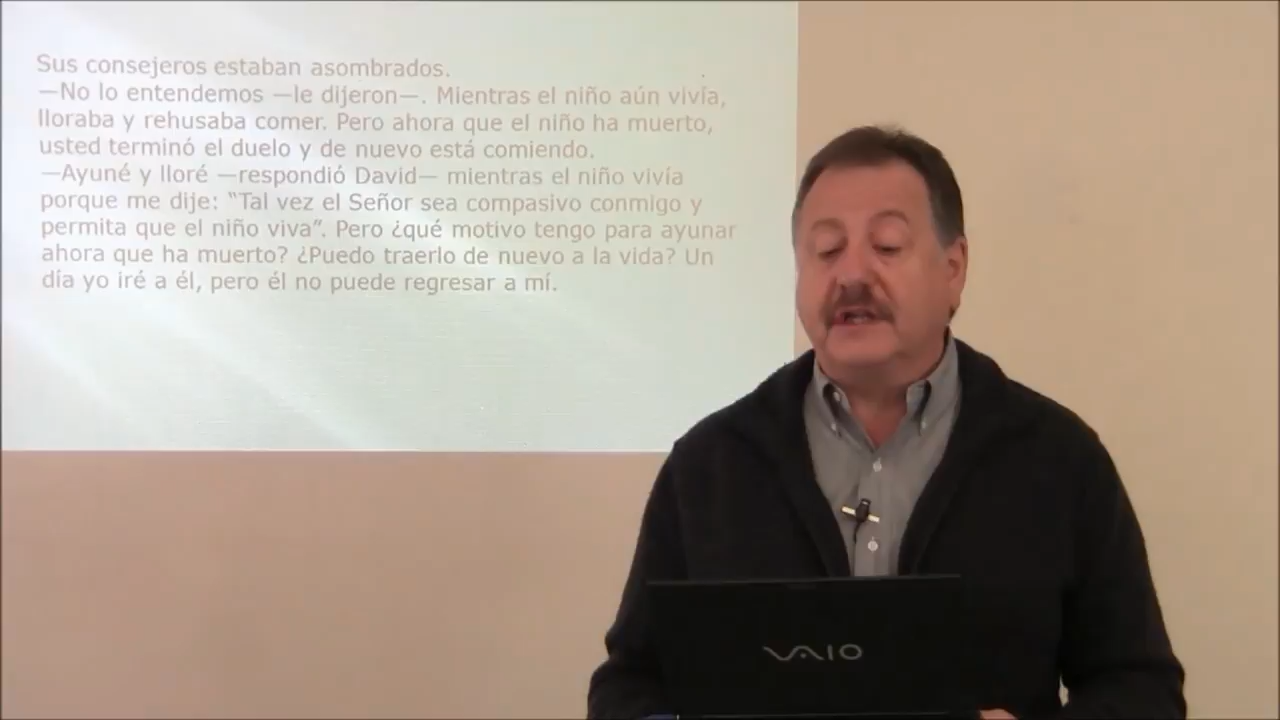 Sus consejeros estaban asombrados.
—No lo entendemos —le dijeron—. Mientras el niño aún vivía,
lloraba y rehusaba comer. Pero ahora que el niño ha muerto,
usted terminó el duelo y de nuevo está comiendo.
—Ayuné y lloré —respondió David— mientras el niño vivía
porque me dije: “Tal vez el Señor sea compasivo conmigo y
permita que el niño viva”. Pero ¿qué motivo tengo para ayunar
ahora que ha muerto? ¿Puedo traerlo de nuevo a la vida? Un
día yo iré a él, pero él no puede regresar a mí.
VAIO